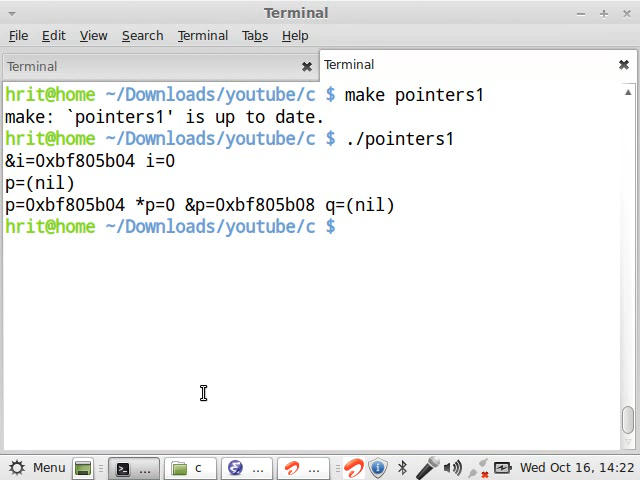 Terminal
File Edit View Search Terminal Tabs Help
Terminal Terminal
hrit@home ~/Downloads/youtube/c $ make pointers1
make: `pointers1' is up to date.
hrit@home ~/Downloads/youtube/c $ ./pointers1
&i=0xbf805b04 i=0
p=(nil)
p=0xbf805b04 *p=0 &p=0xbf805b08 q=(nil)
hrit@home ~/Downloads/youtube/c $
Menu ... c ... ... Wed Oct 16, 14:22